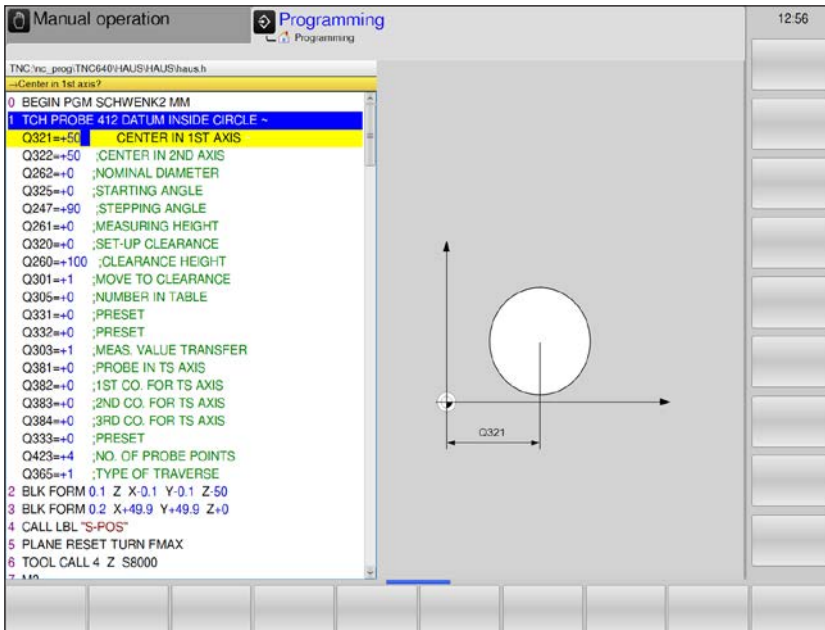 Manual operation
Programming
Programming
12:56
TNC:\nc_prog\TNC640\HAUS\HAUS\haus.h
→Center in 1st axis?
0 BEGIN PGM SCHWENK2 MM
1 TCH PROBE 412 DATUM INSIDE CIRCLE ~
Q321=+50 CENTER IN 1ST AXIS
Q322=+50 ;CENTER IN 2ND AXIS
Q262=+0 ;NOMINAL DIAMETER
Q325=+0 ;STARTING ANGLE
Q247=+90 ;STEPPING ANGLE
Q261=+0 ;MEASURING HEIGHT
Q320=+0 ;SET-UP CLEARANCE
Q260=+100 ;CLEARANCE HEIGHT
Q301=+1 ;MOVE TO CLEARANCE
Q305=+0 ;NUMBER IN TABLE
Q331=+0 ;PRESET
Q332=+0 ;PRESET
Q303=+1 ;MEAS. VALUE TRANSFER
Q381=+0 ;PROBE IN TS AXIS
Q382=+0 ;1ST CO. FOR TS AXIS
Q383=+0 ;2ND CO. FOR TS AXIS
Q384=+0 ;3RD CO. FOR TS AXIS
Q333=+0 ;PRESET
Q423=+4 ;NO. OF PROBE POINTS
Q365=+1 ;TYPE OF TRAVERSE
2 BLK FORM 0.1 Z X-0.1 Y-0.1 Z-50
3 BLK FORM 0.2 X+49.9 Y+49.9 Z+0
4 CALL LBL "S-POS"
5 PLANE RESET TURN FMAX
6 TOOL CALL 4 Z S8000
Q321